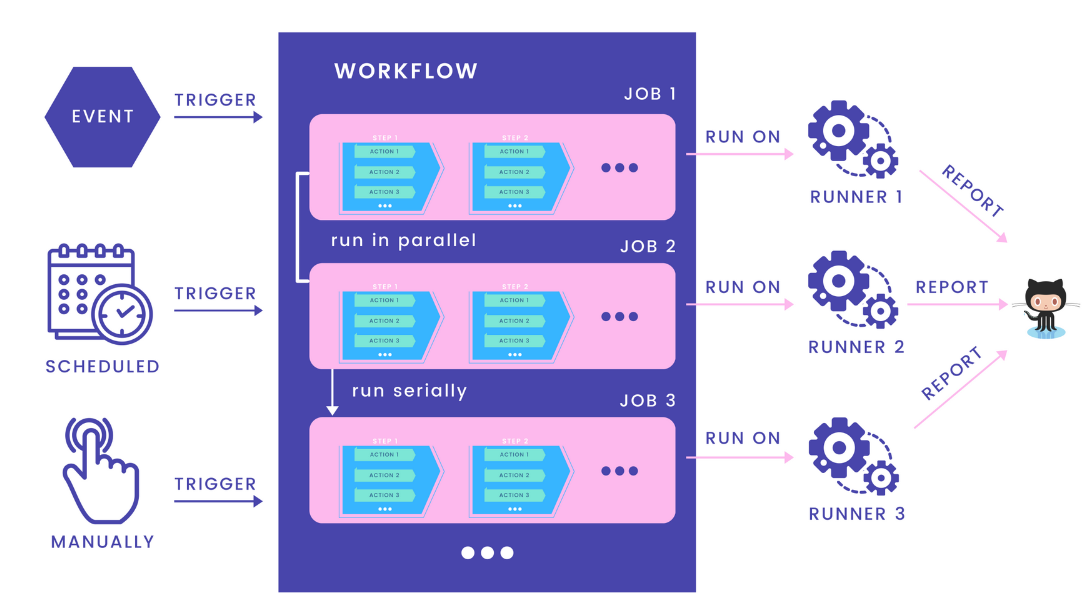 WORKFLOW
EVENT
TRIGGER
SCHEDULED
TRIGGER
MANUALLY
TRIGGER
JOB 1
STEP 1
ACTION 1
ACTION 2
ACTION 3
STEP 2
ACTION 1
ACTION 2
ACTION 3
run in parallel
JOB 2
STEP 1
ACTION 1
ACTION 2
ACTION 3
STEP 2
ACTION 1
ACTION 2
ACTION 3
run serially
JOB 3
STEP 1
ACTION 1
ACTION 2
ACTION 3
STEP 2
ACTION 1
ACTION 2
ACTION 3
RUN ON
RUNNER 1
REPORT
RUN ON
RUNNER 2
REPORT
RUN ON
RUNNER 3
REPORT